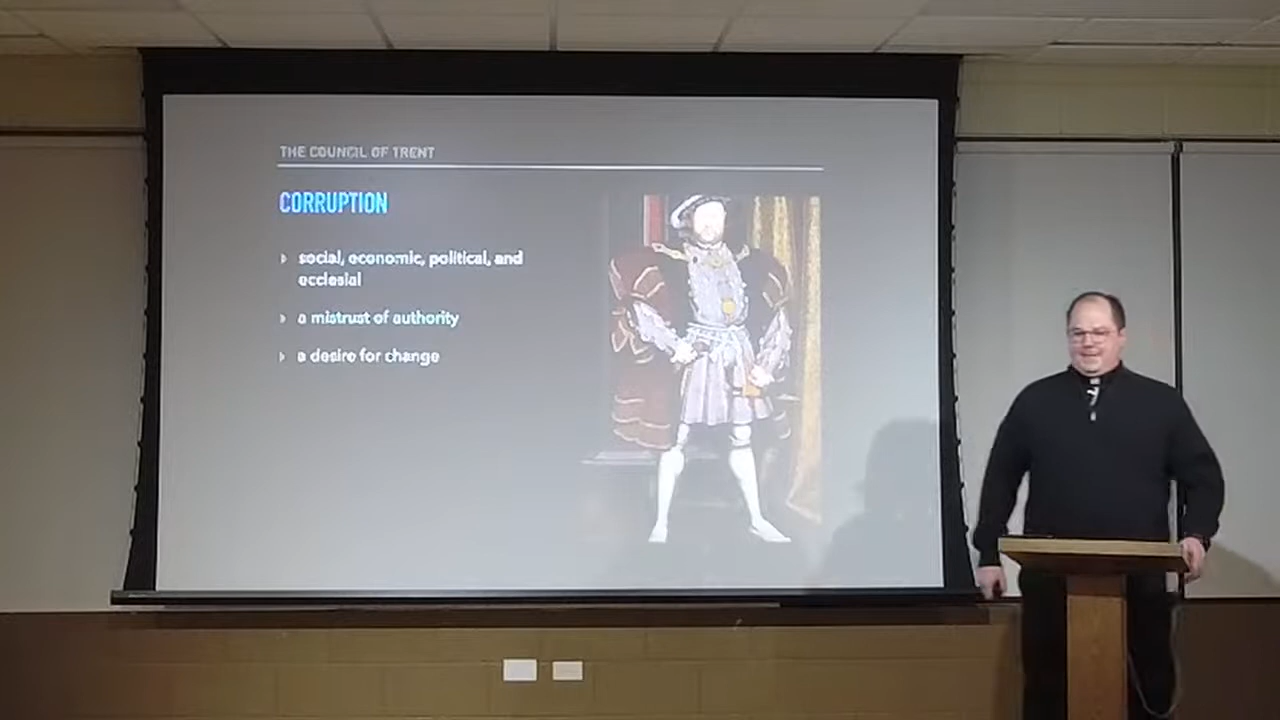 THE COUNCIL OF TRENT
CORRUPTION
social, economic, political, and
ecclesial
a mistrust of authority
a desire for change